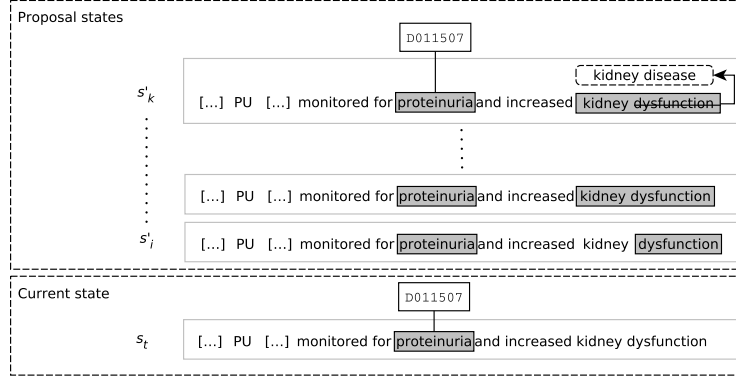 Proposal states
D011507
kidney disease
s'k […] PU […] monitored for proteinuria and increased kidney dysfunction
[…] PU […] monitored for proteinuria and increased kidney dysfunction
s'i […] PU […] monitored for proteinuria and increased kidney dysfunction
Current state
D011507
st […] PU […] monitored for proteinuria and increased kidney dysfunction